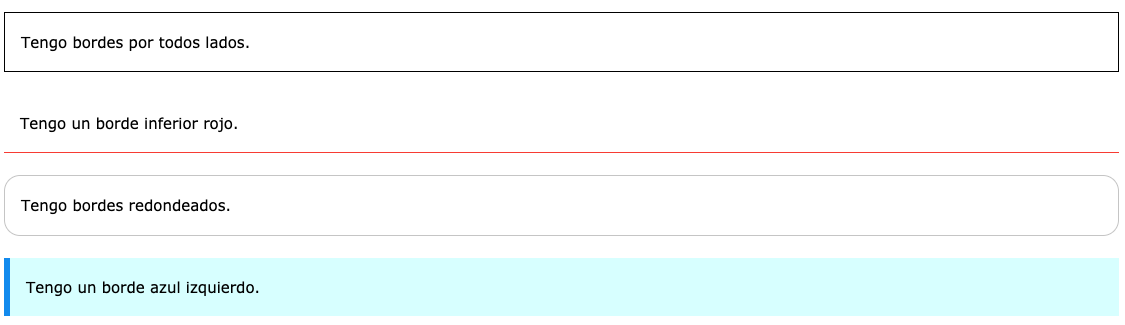 Tengo bordes por todos lados.
Tengo un borde inferior rojo.
Tengo bordes redondeados.
Tengo un borde azul izquierdo.